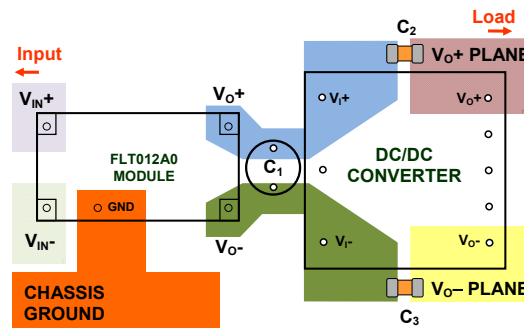 C2
Load
Input
VO+
VO+ PLANE
VIN+
VI+
VO+
FLT012A0
MODULE
C1
DC/DC
CONVERTER
GND
VIN-
VO-
VI-
VO-
VO– PLANE
CHASSIS
GROUND
C3